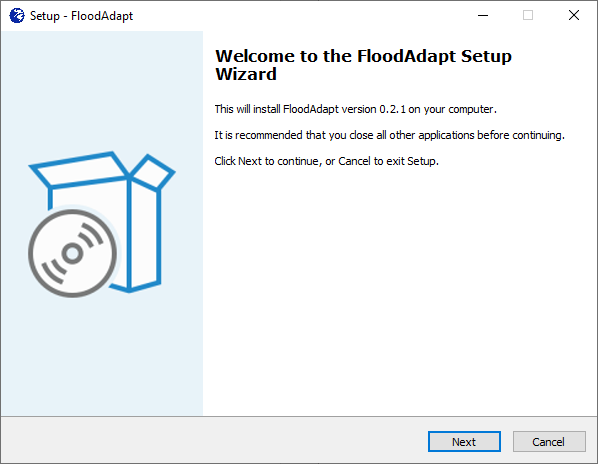 Setup - FloodAdapt
Welcome to the FloodAdapt Setup
Wizard
This will install FloodAdapt version 0.2.1 on your computer.
It is recommended that you close all other applications before continuing.
Click Next to continue, or Cancel to exit Setup.
Next
Cancel